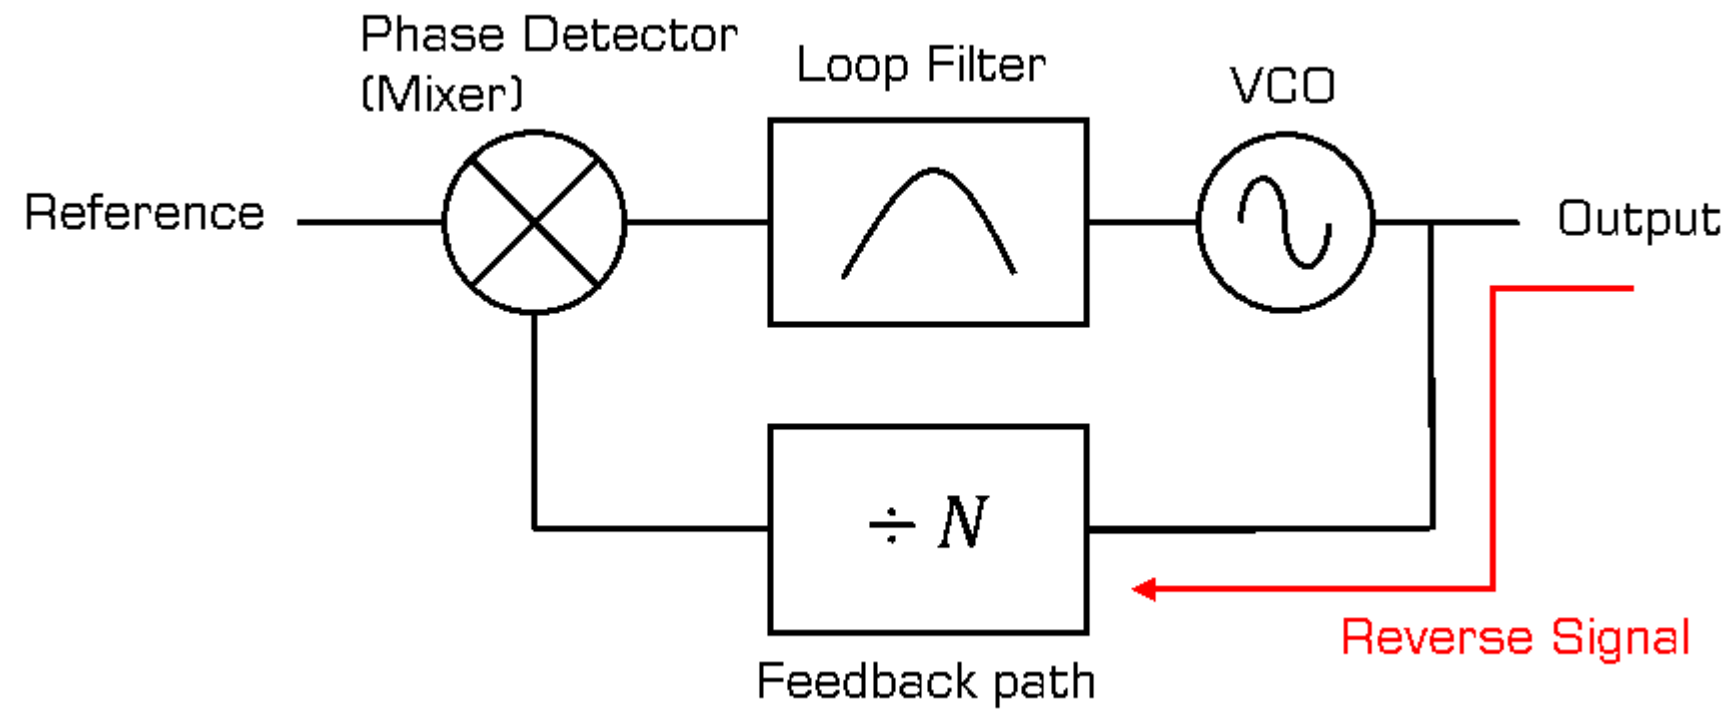 Phase Detector
(Mixer)
Loop Filter
VCO
Reference
Output
÷ N
Reverse Signal
Feedback path